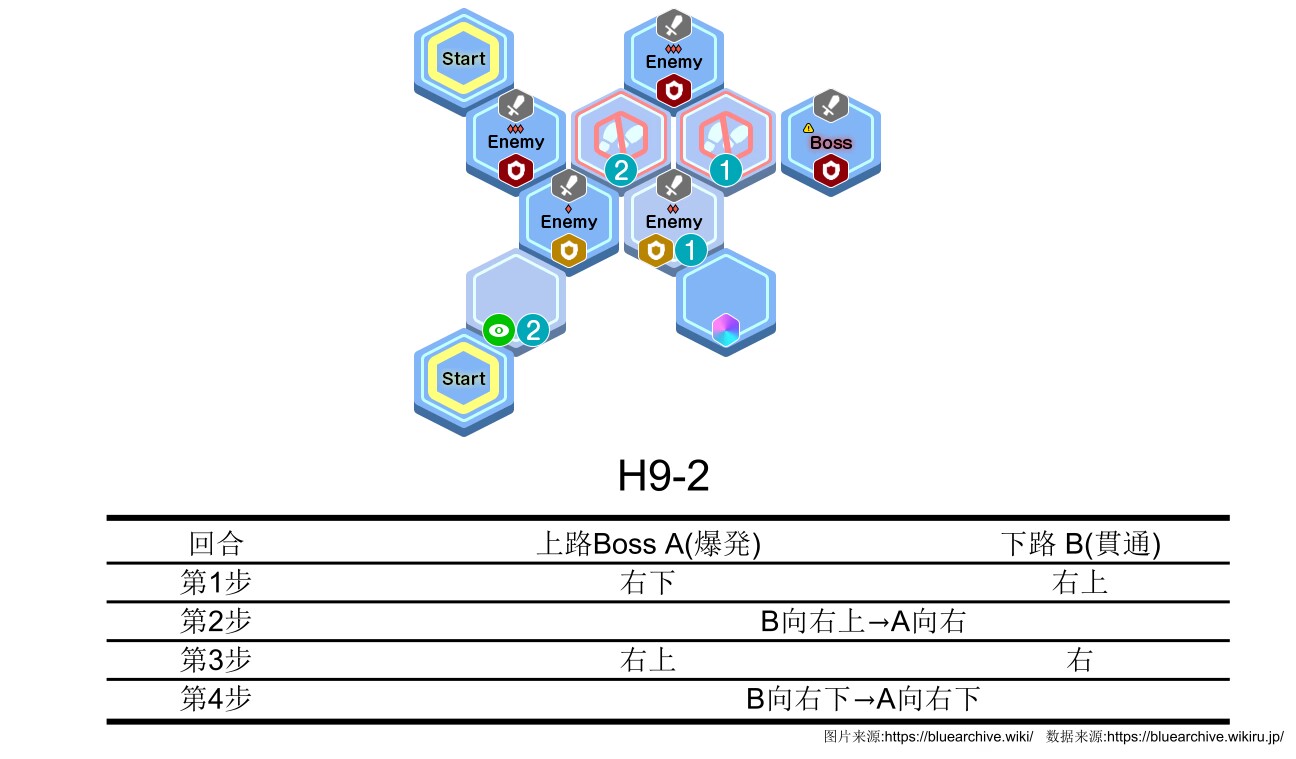 Start
Enemy
Enemy
Boss
2
1
Enemy
Enemy
1
2
Start
H9-2
回合 上路Boss A(爆発) 下路 B(貫通)
第1步 右下 右上
第2步 B向右上→A向右
第3步 右上 右
第4步 B向右下→A向右下
图片来源:https://bluearchive.wiki/ 数据来源:https://bluearchive.wikiru.jp/